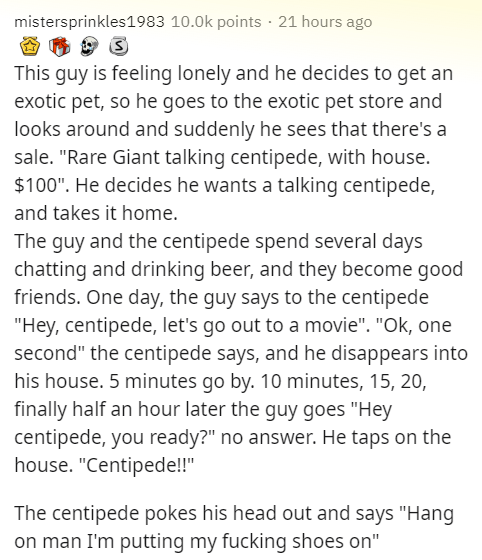 mistersprinkles1983 10.0k points · 21 hours ago
S
This guy is feeling lonely and he decides to get an
exotic pet, so he goes to the exotic pet store and
looks around and suddenly he sees that there's a
sale. "Rare Giant talking centipede, with house.
$100". He decides he wants a talking centipede,
and takes it home.
The guy and the centipede spend several days
chatting and drinking beer, and they become good
friends. One day, the guy says to the centipede
"Hey, centipede, let's go out to a movie". "Ok, one
second" the centipede says, and he disappears into
his house. 5 minutes go by. 10 minutes, 15, 20,
finally half an hour later the guy goes "Hey
centipede, you ready?" no answer. He taps on the
house. "Centipede!!"
The centipede pokes his head out and says "Hang
on man I'm putting my fucking shoes on"